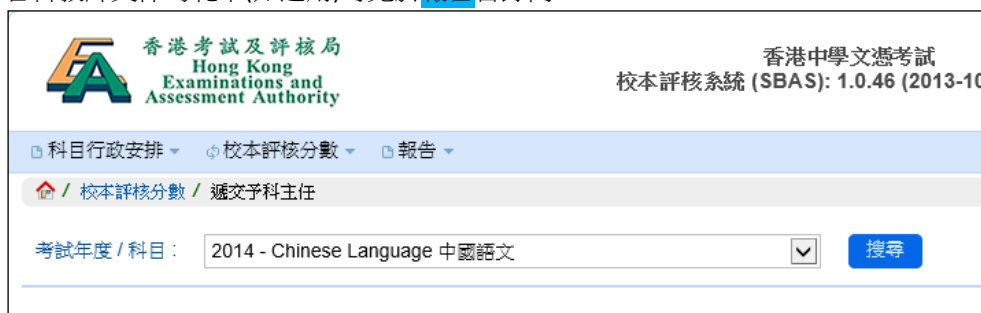 香港考試及評核局
Hong Kong
Examinations and
Assessment Authority
香港中學文憑考試
校本評核系統 (SBAS): 1.0.46 (2013-10
科目行政安排 校本評核分數 報告
/ 校本評核分數 / 遞交予科主任
考試年度 / 科目： 2014 - Chinese Language 中國語文 搜尋